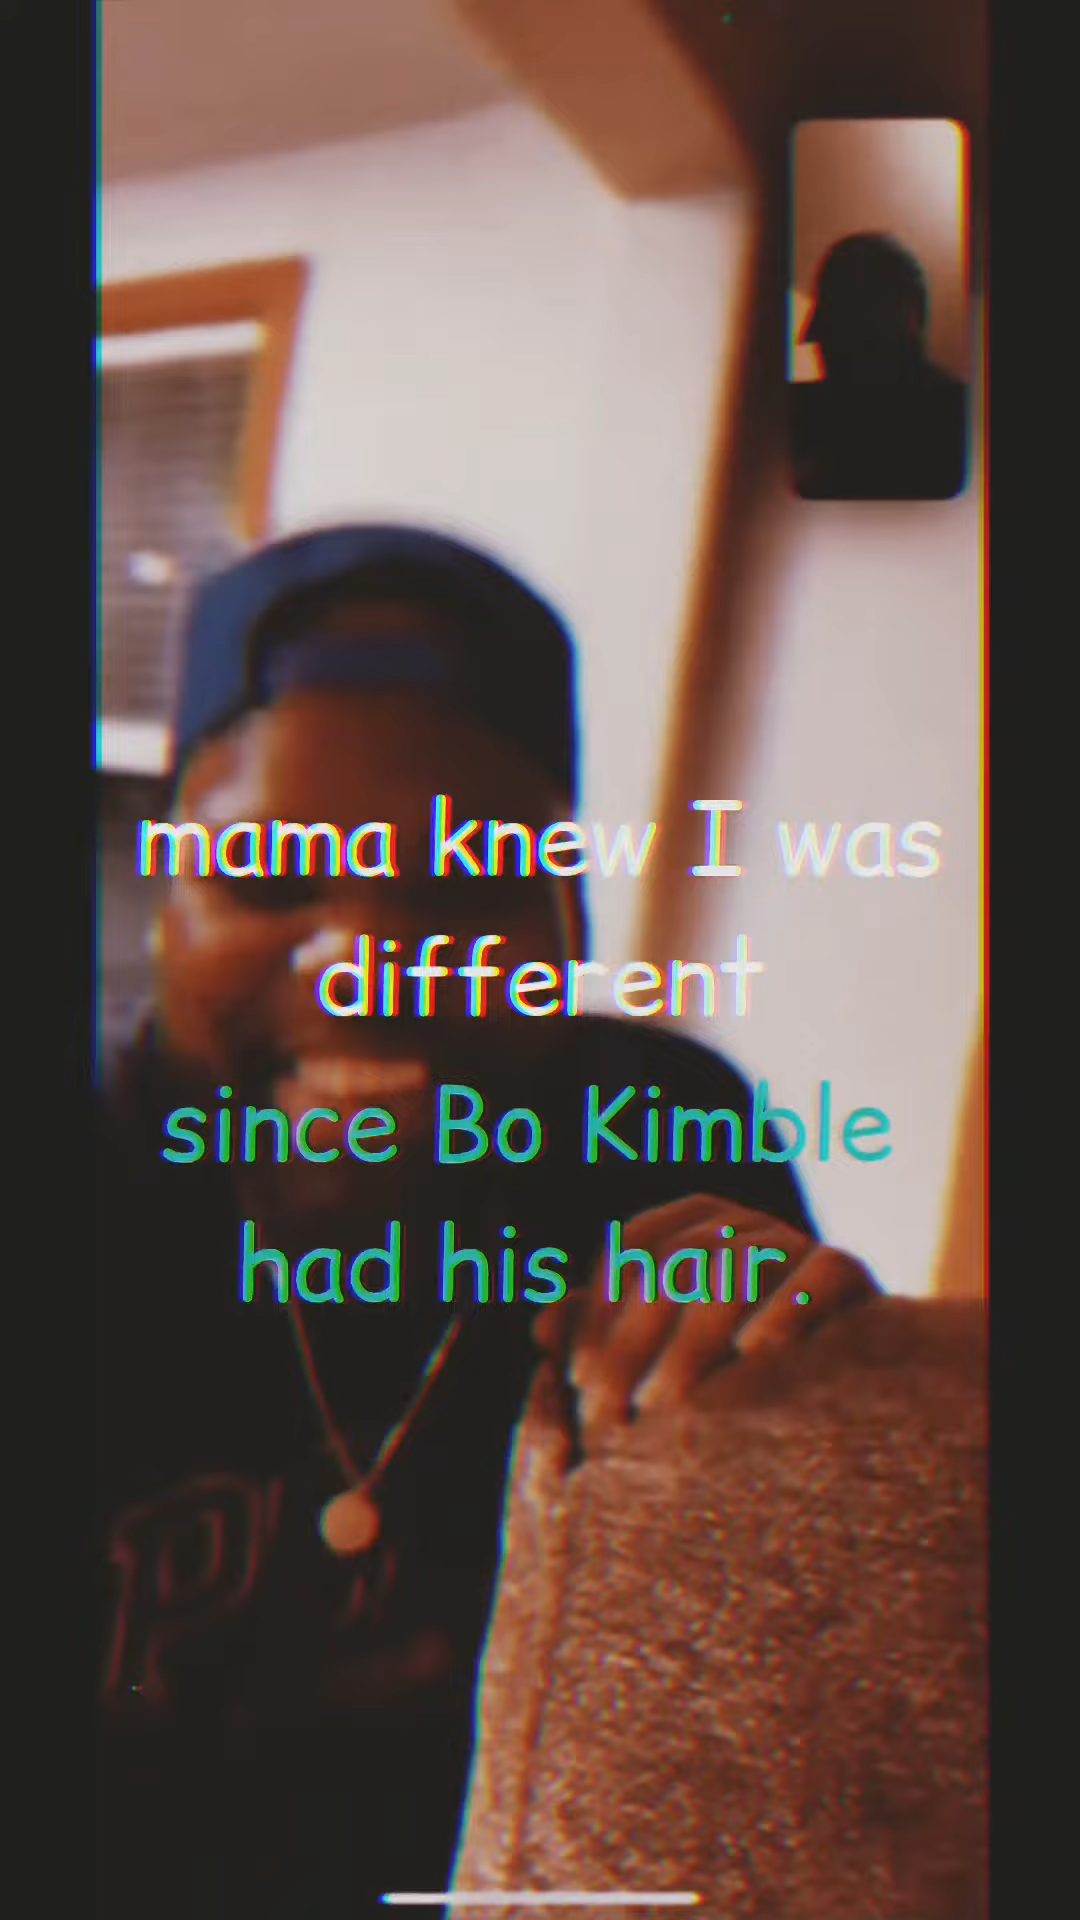 mama knew I was
different
since Bo Kimble
had his hair.